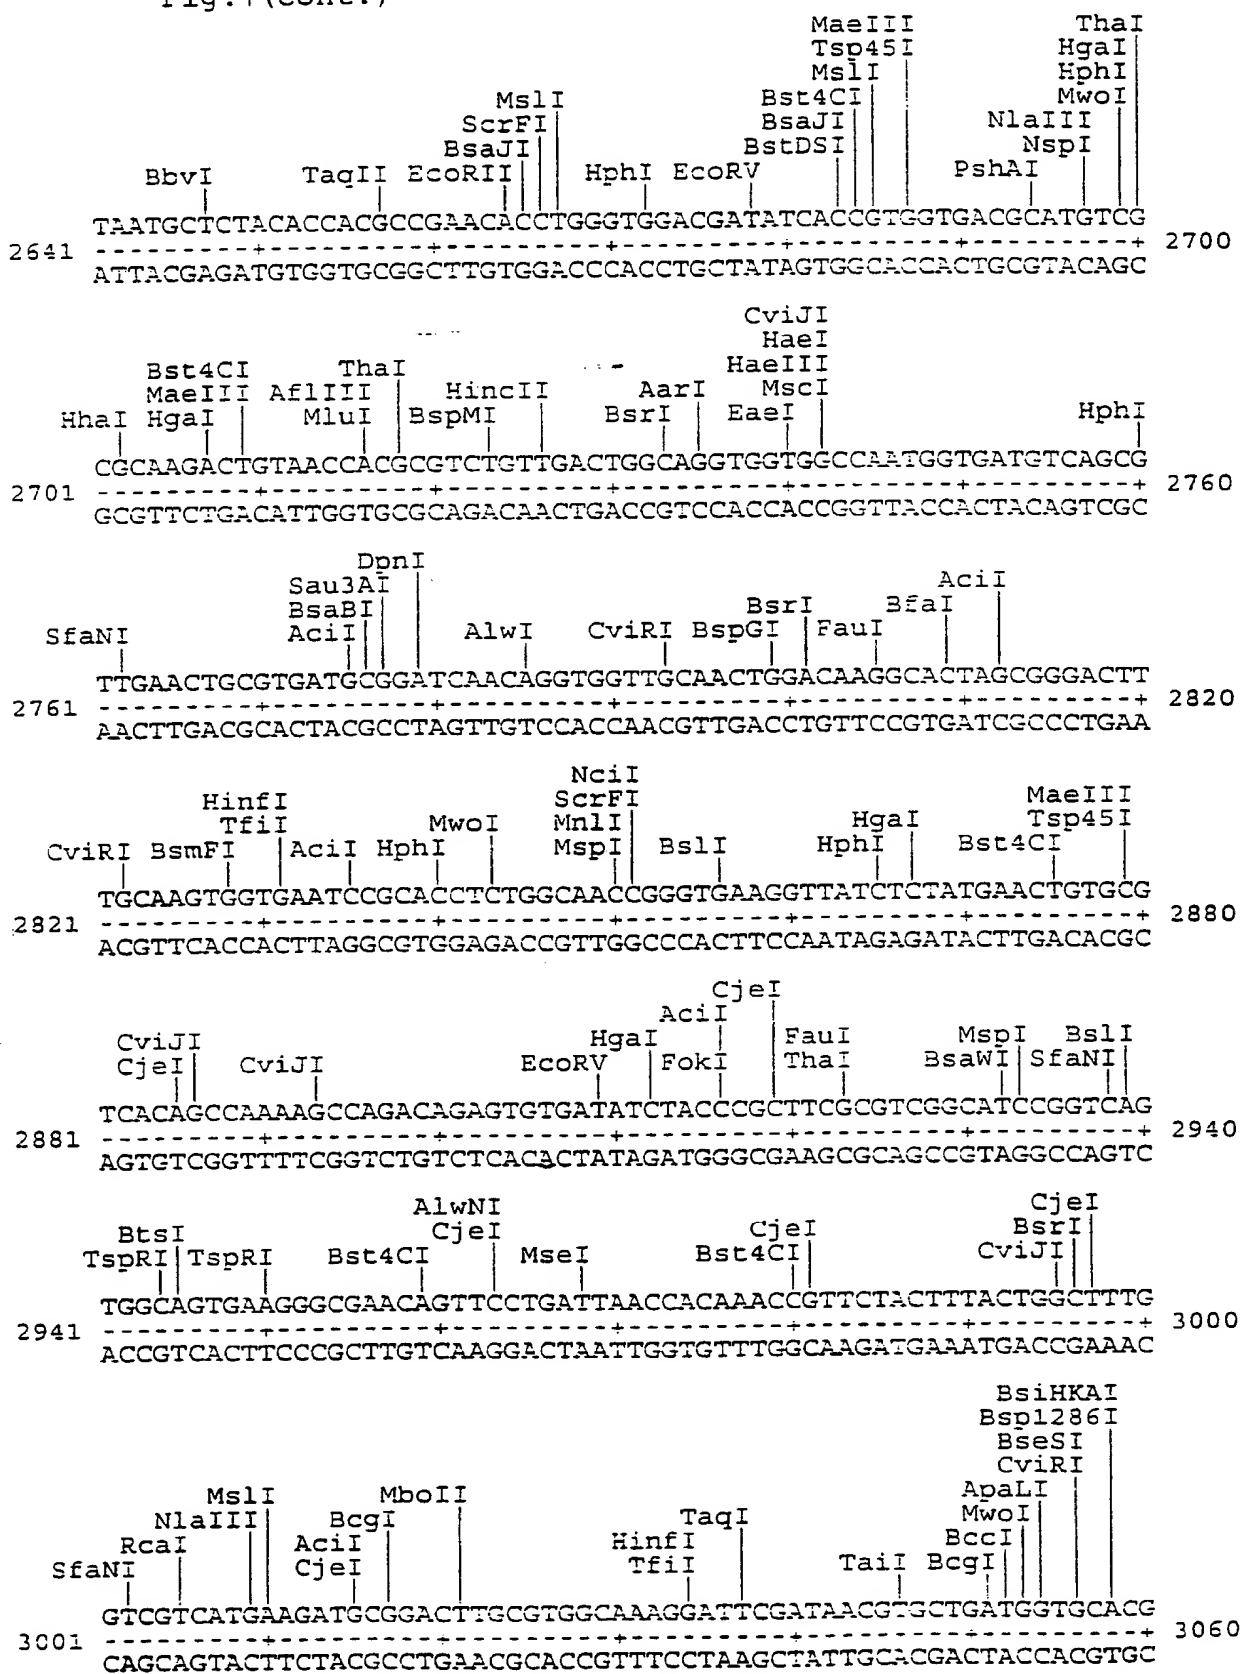 Fig.1(cont.)
MaeIII ThaI
Tsp45I HgaI
MslI HphI
MslI Bst4CI MwoI
ScrFI BsaJI NlaIII
BsaJI BstDSI NspI
BbvI TaqII EcoRII HphI EcoRV PshAI
TAATGCTCTACACCACGCCGAACACCTGGGTGGACGATATCACCGTGGTGACGCATGTCG
2641 ---------+---------+---------+---------+---------+---------+ 2700
ATTACGAGATGTGGTGCGGCTTGTGGACCCACCTGCTATAGTGGCACCACTGCGTACAGC
CviJI
HaeI
Bst4CI ThaI HaeIII
MaeIII AflIII HincII AarI MscI
HhaI HgaI MluI BspMI BsrI EaeI HphI
CGCAAGACTGTAACCACGCGTCTGTTGACTGGCAGGTGGTGGCCAATGGTGATGTCAGCG
2701 ---------+---------+---------+---------+---------+---------+ 2760
GCGTTCTGACATTGGTGCGCAGACAACTGACCGTCCACCACCGGTTACCACTACAGTCGC
DpnI
Sau3AI AciI
BsaBI BsrI BfaI
SfaNI AciI AlwI CviRI BspGI FauI
TTGAACTGCGTGATGCGGATCAACAGGTGGTTGCAACTGGACAAGGCACTAGCGGGACTT
2761 ---------+---------+---------+---------+---------+---------+ 2820
AACTTGACGCACTACGCCTAGTTGTCCACCAACGTTGACCTGTTCCGTGATCGCCCTGAA
NciI
HinfI ScrFI MaeIII
TfiI MwoI MnlI HgaI Tsp45I
CviRI BsmFI AciI HphI MspI BslI HphI Bst4CI
TGCAAGTGGTGAATCCGCACCTCTGGCAACCGGGTGAAGGTTATCTCTATGAACTGTGCG
2821 ---------+---------+---------+---------+---------+---------+ 2880
ACGTTCACCACTTAGGCGTGGAGACCGTTGGCCCACTTCCAATAGAGATACTTGACACGC
CjeI
AciI
CviJI HgaI FauI MspI BslI
CjeI CviJI EcoRV FokI ThaI BsaWI SfaNI
TCACAGCCAAAAGCCAGACAGAGTGTGATATCTACCCGCTTCGCGTCGGCATCCGGTCAG
2881 ---------+---------+---------+---------+---------+---------+ 2940
AGTGTCGGTTTTCGGTCTGTCTCACACTATAGATGGGCGAAGCGCAGCCGTAGGCCAGTC
AlwNI CjeI
BtsI CjeI CjeI BsrI
TspRI TspRI Bst4CI MseI Bst4CI CviJI
TGGCAGTGAAGGGCGAACAGTTCCTGATTAACCACAAACCGTTCTACTTTACTGGCTTTG
2941 ---------+---------+---------+---------+---------+---------+ 3000
ACCGTCACTTCCCGCTTGTCAAGGACTAATTGGTGTTTGGCAAGATGAAATGACCGAAAC
BsiHKAI
Bsp1286I
BseSI
CviRI
MslI MboII ApaLI
NlaIII BcgI TaqI MwoI
RcaI AciI HinfI BccI
SfaNI CjeI TfiI TaiI BcgI
GTCGTCATGAAGATGCGGACTTGCGTGGCAAAGGATTCGATAACGTGCTGATGGTGCACG
3001 ---------+---------+---------+---------+---------+---------+ 3060
CAGCAGTACTTCTACGCCTGAACGCACCGTTTCCTAAGCTATTGCACGACTACCACGTGC